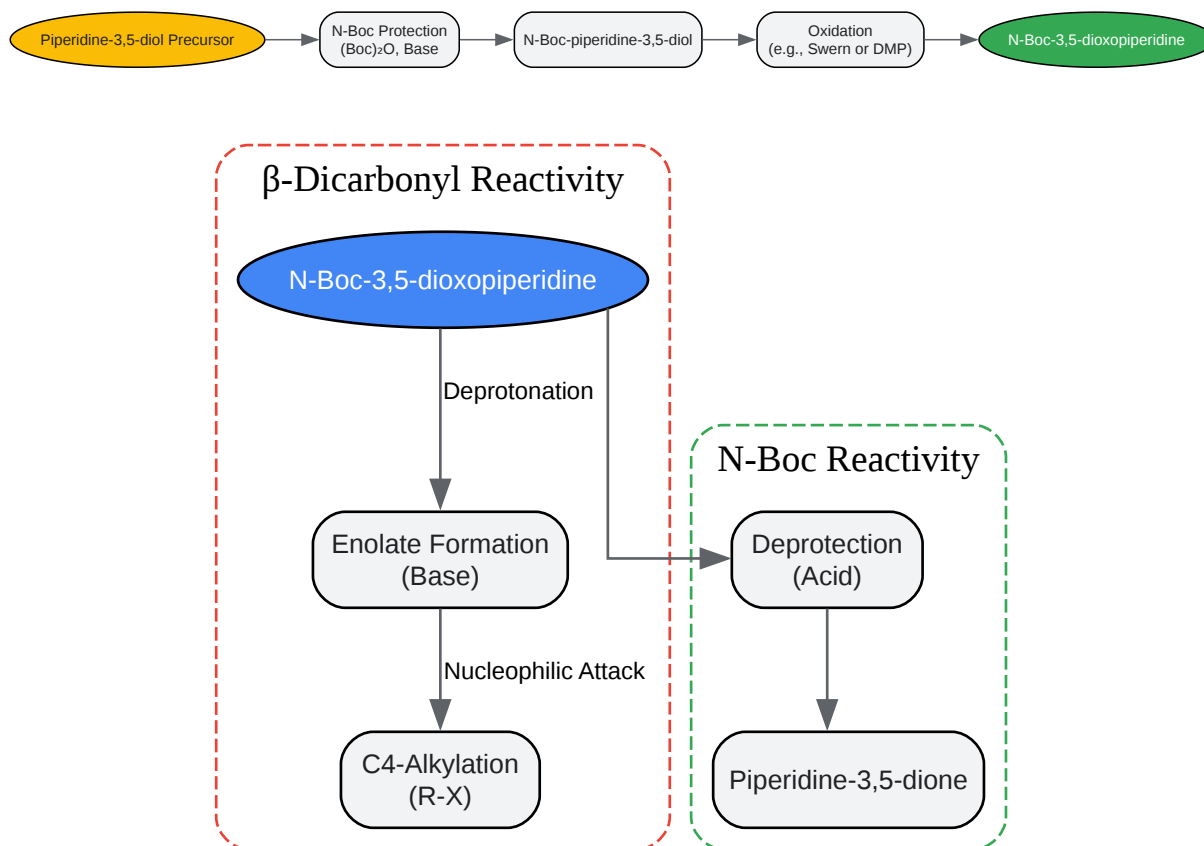 Piperidine-3,5-diol Precursor
N-Boc Protection
(Boc)₂O, Base
N-Boc-piperidine-3,5-diol
Oxidation
(e.g., Swern or DMP)
N-Boc-3,5-dioxopiperidine
β-Dicarbonyl Reactivity
N-Boc-3,5-dioxopiperidine
Deprotonation
N-Boc Reactivity
Enolate Formation
(Base)
Deprotection
(Acid)
Nucleophilic Attack
C4-Alkylation
(R-X)
Piperidine-3,5-dione